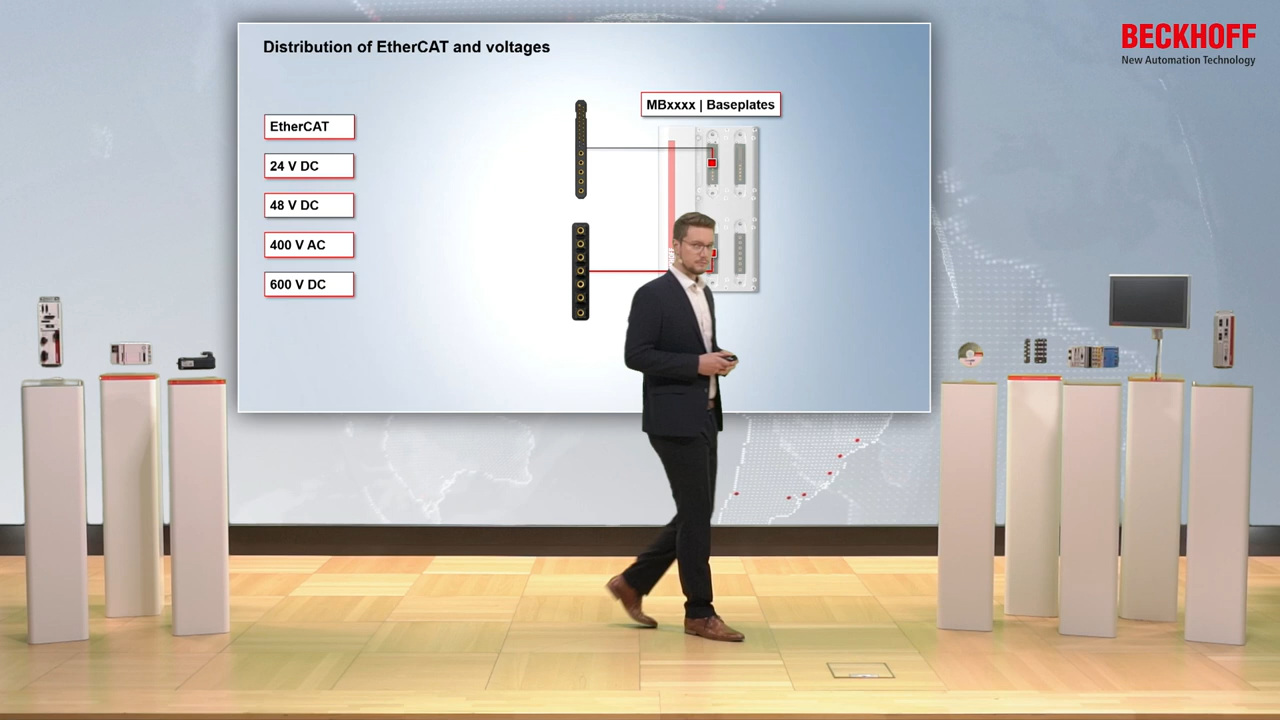 Distribution of EtherCAT and voltages
BECKHOFF
New Automation Technology
MBxxxx | Baseplates
EtherCAT
24 V DC
48 V DC
400 V AC
600 V DC